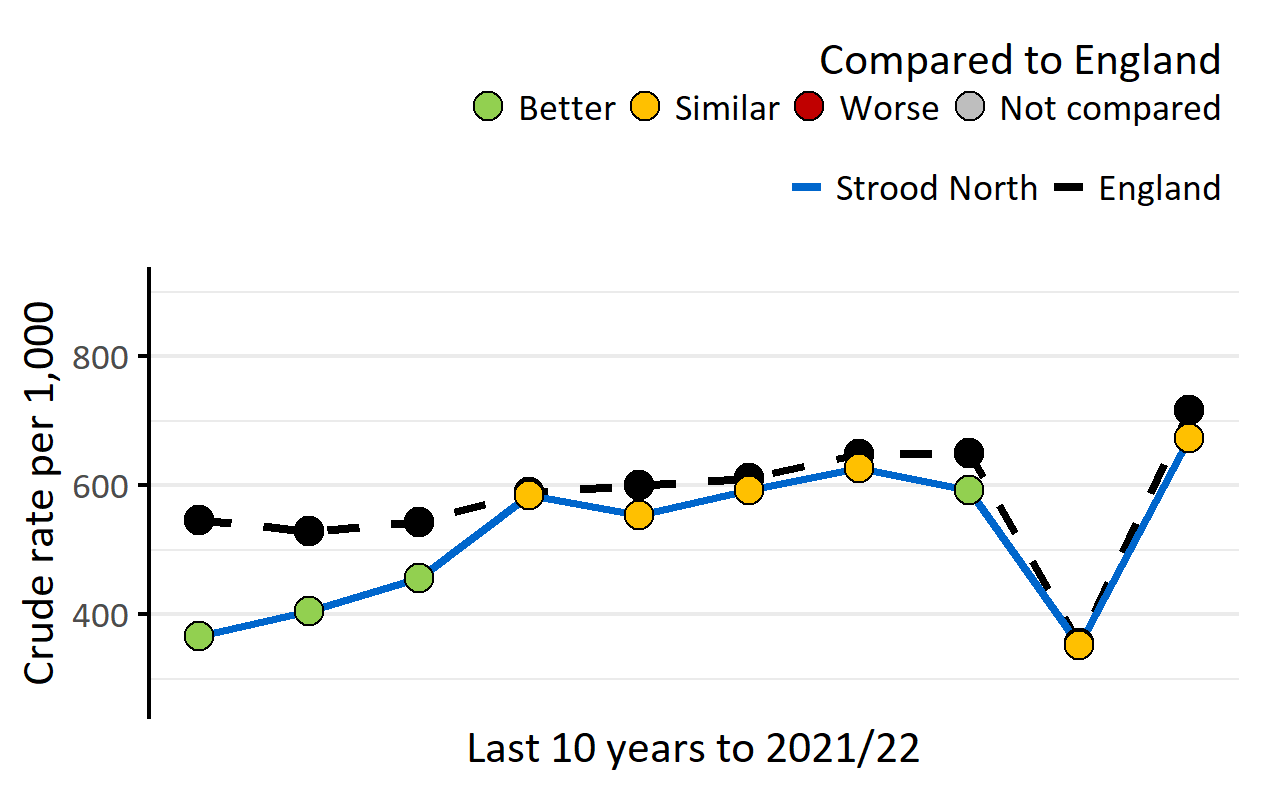 Compared to England
Better Similar Worse Not compared
Strood North England
Crude rate per 1,000
800
600
400
Last 10 years to 2021/22